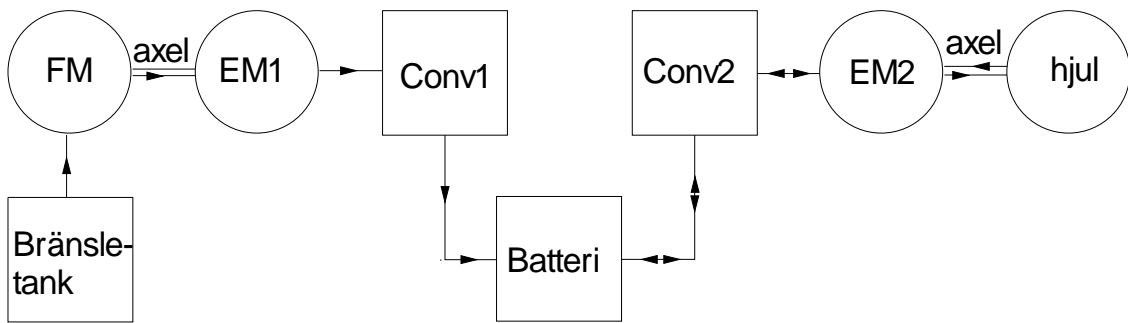 FM
axel
EM1
Conv1
Conv2
EM2
axel
hjul
Bränsle-
tank
Batteri